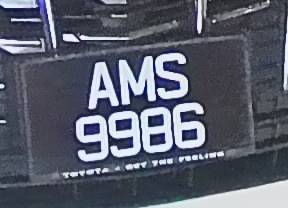 AMS
9986
TOYOTA - GET THE FEELING